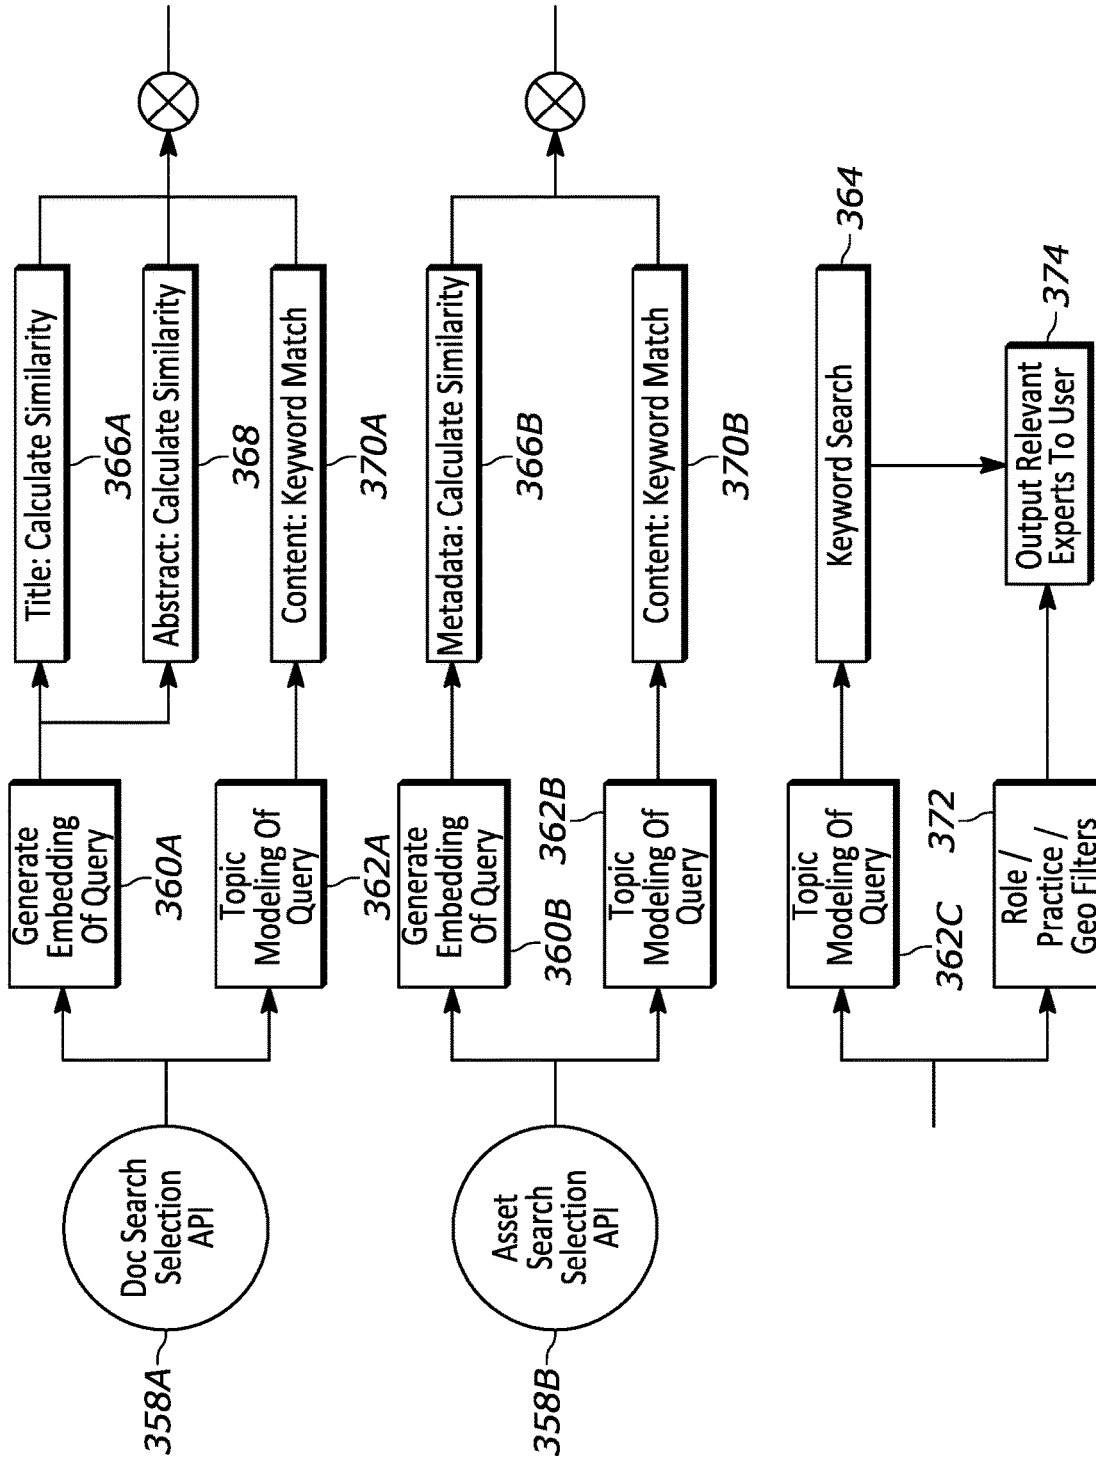 Doc Search
Selection
API
358A
Generate
Embedding
Of Query
360A
Topic
Modeling Of
Query
362A
Title: Calculate Similarity
366A
Abstract: Calculate Similarity
368
Content: Keyword Match
370A
Asset
Search
Selection
API
358B
Generate
Embedding
Of Query
360B
Topic
Modeling Of
Query
362B
Metadata: Calculate Similarity
366B
Content: Keyword Match
370B
Topic
Modeling Of
Query
362C
Keyword Search
364
Role /
Practice /
Geo Filters
372
Output Relevant
Experts To User
374